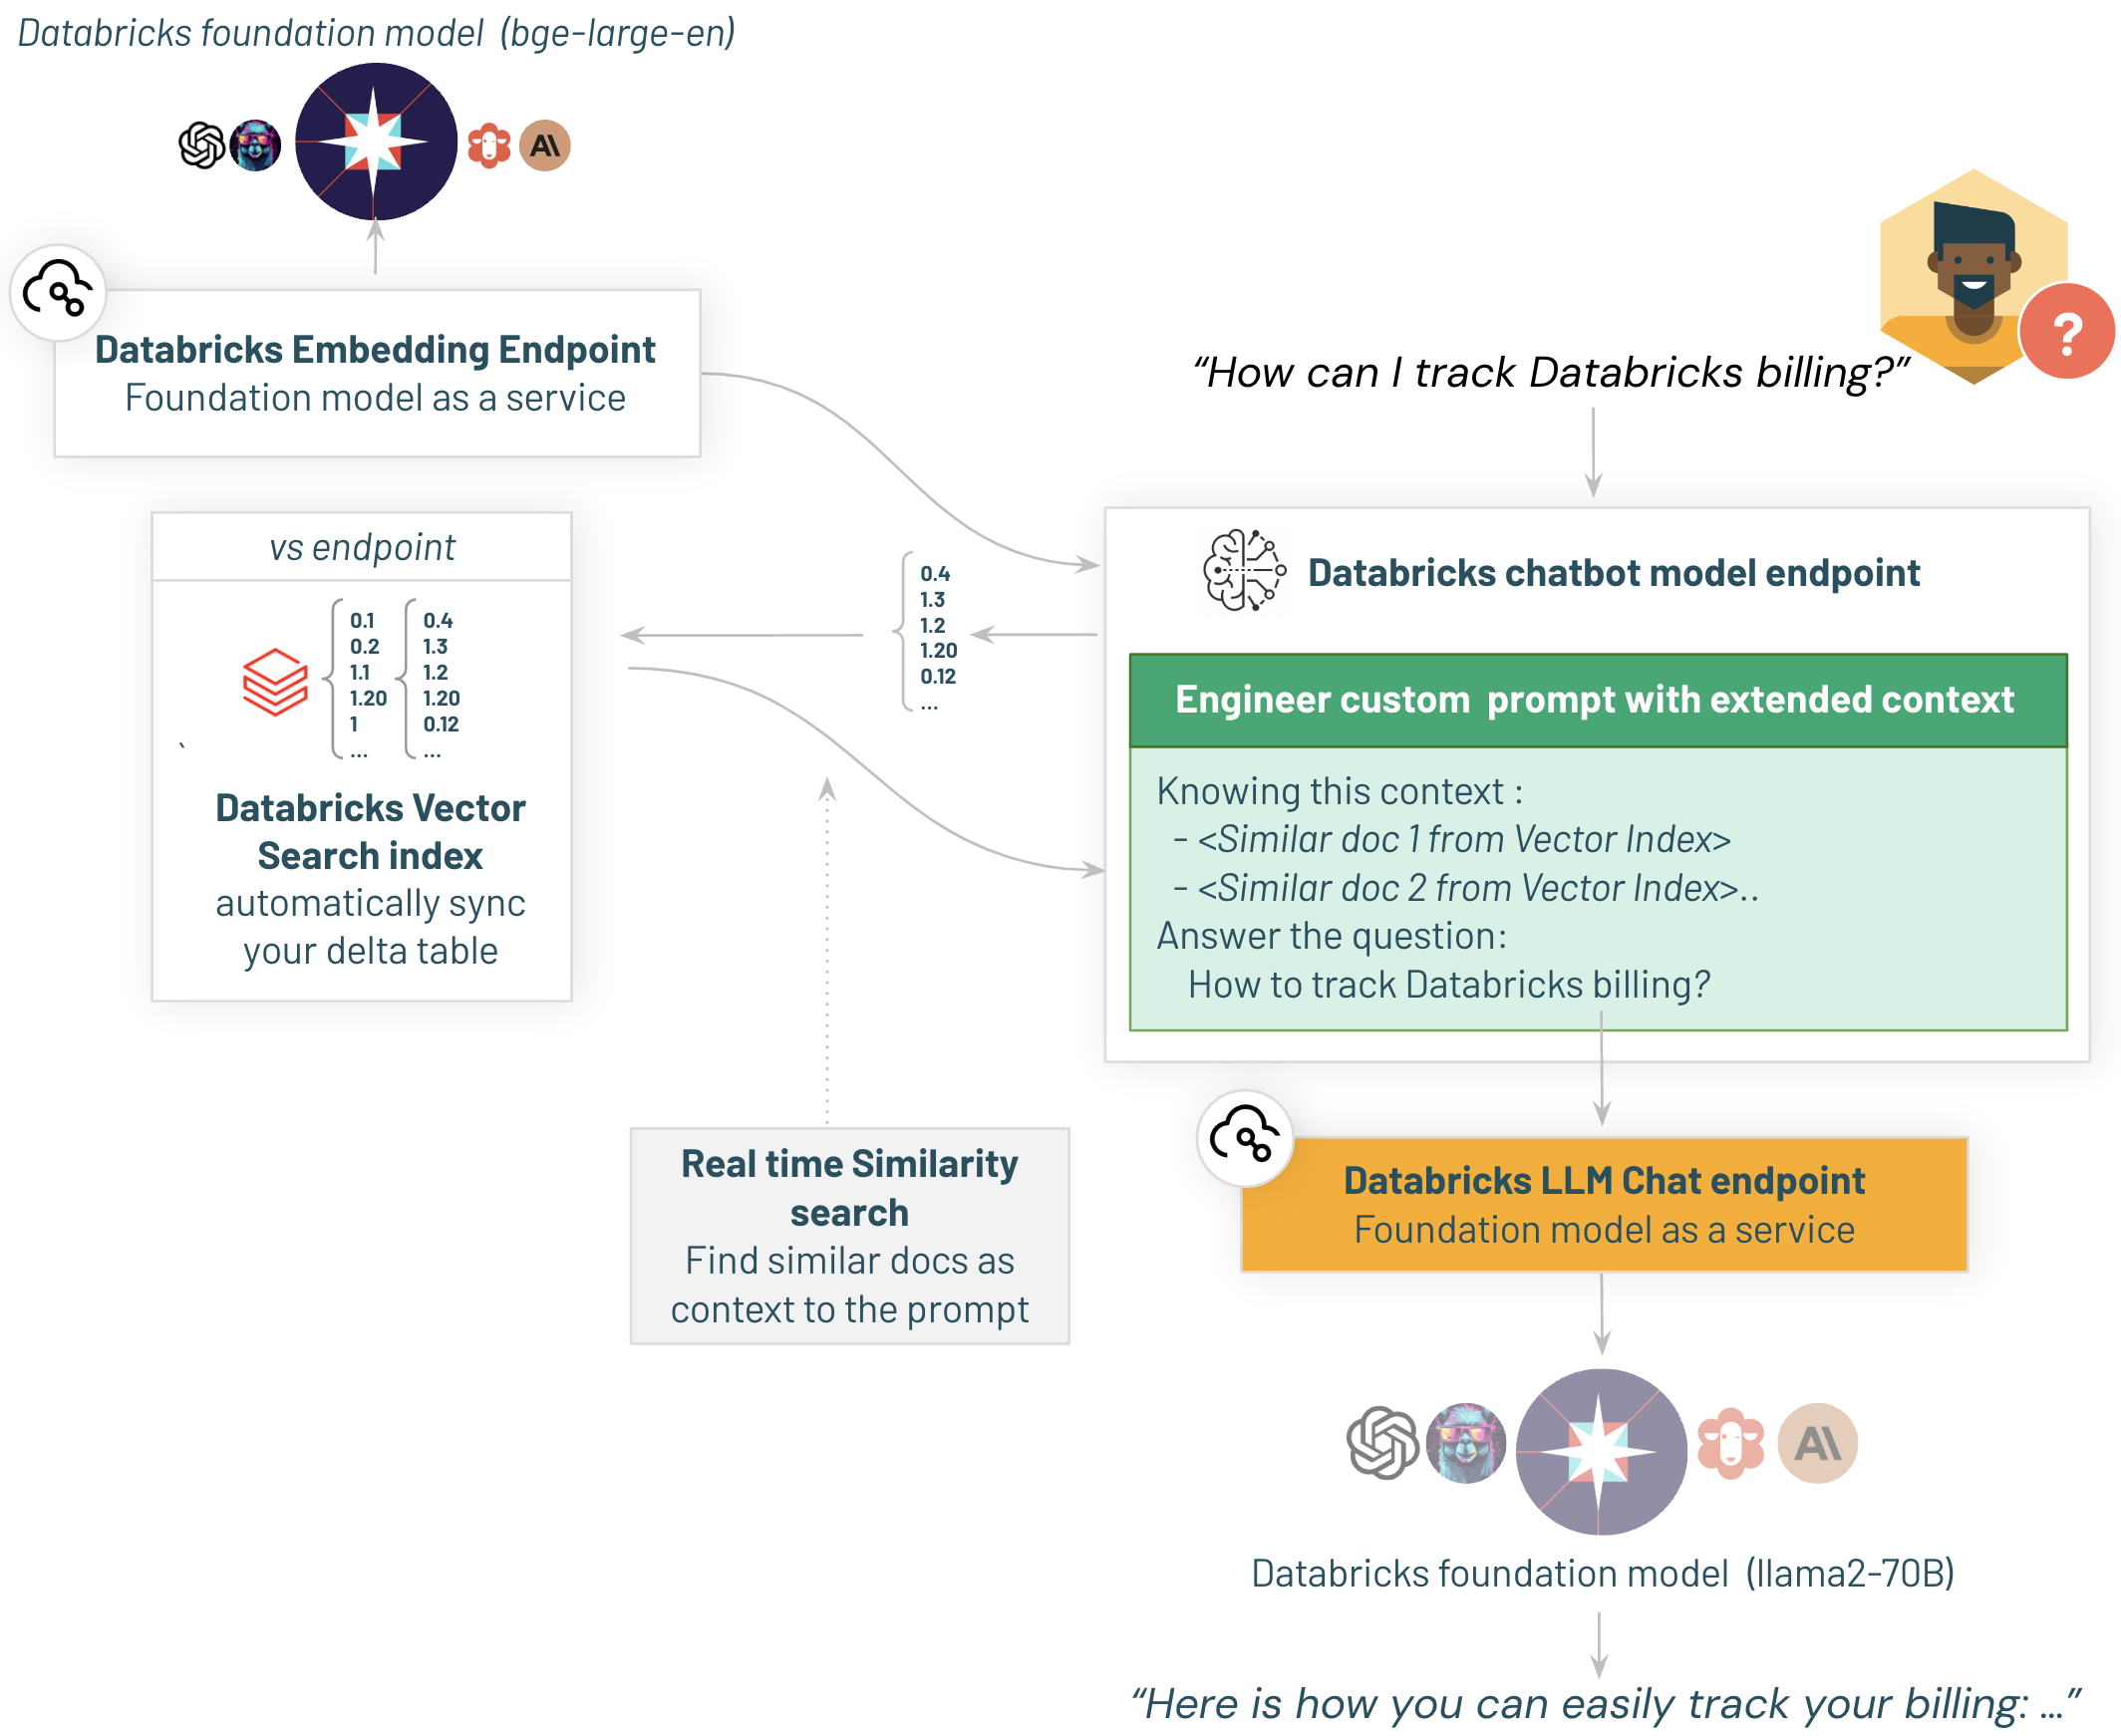 Databricks foundation model (bge-large-en)
Databricks Embedding Endpoint
Foundation model as a service
“How can I track Databricks billing?”
?
vs endpoint
0.1
0.2
1.1
1.20
1
...
0.4
1.3
1.2
1.20
0.12
...
`
Databricks Vector
Search index
automatically sync
your delta table
0.4
1.3
1.2
1.20
0.12
...
Databricks chatbot model endpoint
Engineer custom  prompt with extended context
Knowing this context :
- <Similar doc 1 from Vector Index>
- <Similar doc 2 from Vector Index>..
Answer the question:
How to track Databricks billing?
Real time Similarity
search
Find similar docs as
context to the prompt
Databricks LLM Chat endpoint
Foundation model as a service
Databricks foundation model (llama2-70B)
“Here is how you can easily track your billing: ...”